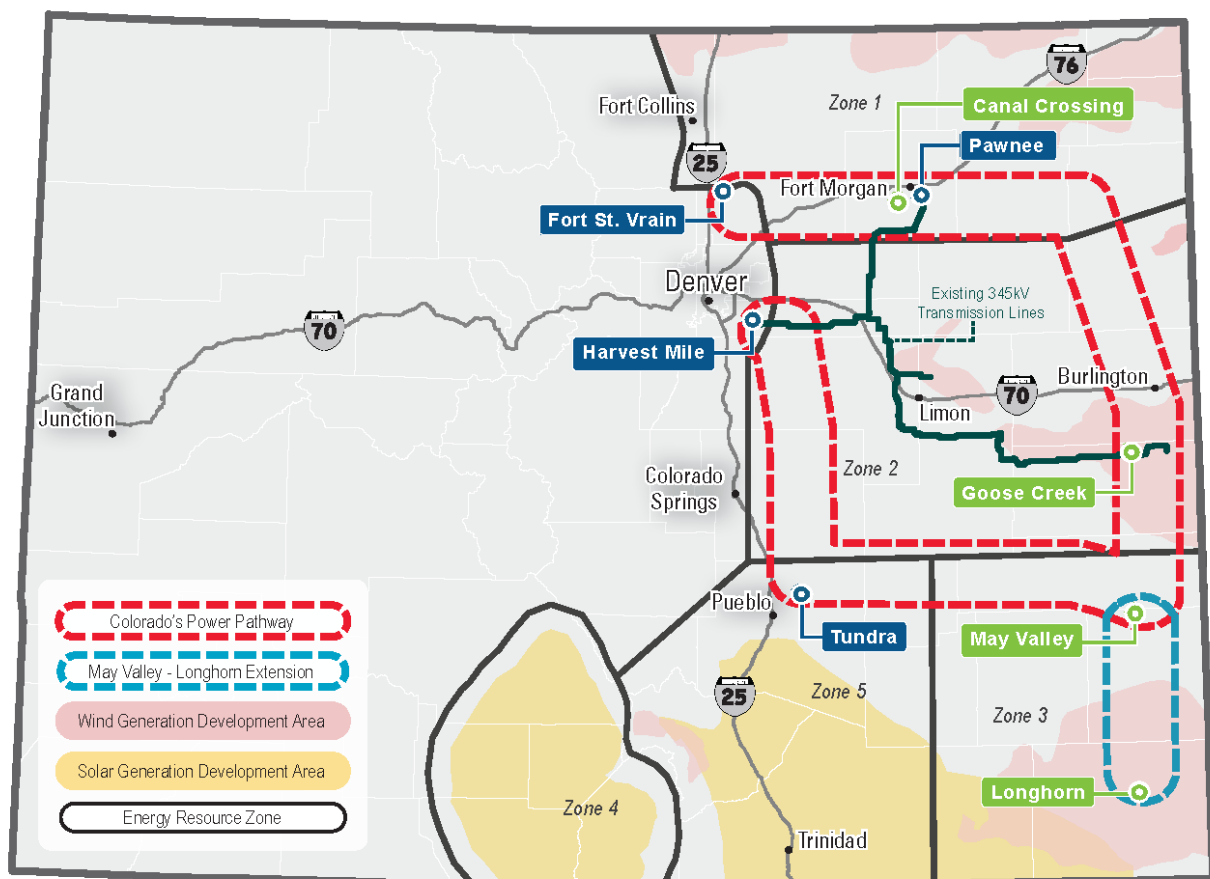 76
Fort Collins
Zone 1
Canal Crossing
25
Pawnee
Fort Morgan
Fort St. Vrain
Denver
Existing 345kV
Transmission Lines
70
Harvest Mile
Burlington
Grand
Junction
70
Limon
Zone 2
Colorado
Springs
Goose Creek
Colorado's Power Pathway
May Valley - Longhorn Extension
Wind Generation Development Area
Solar Generation Development Area
Energy Resource Zone
Pueblo
Tundra
May Valley
25
Zone 5
Zone 3
Longhorn
Zone 4
Trinidad